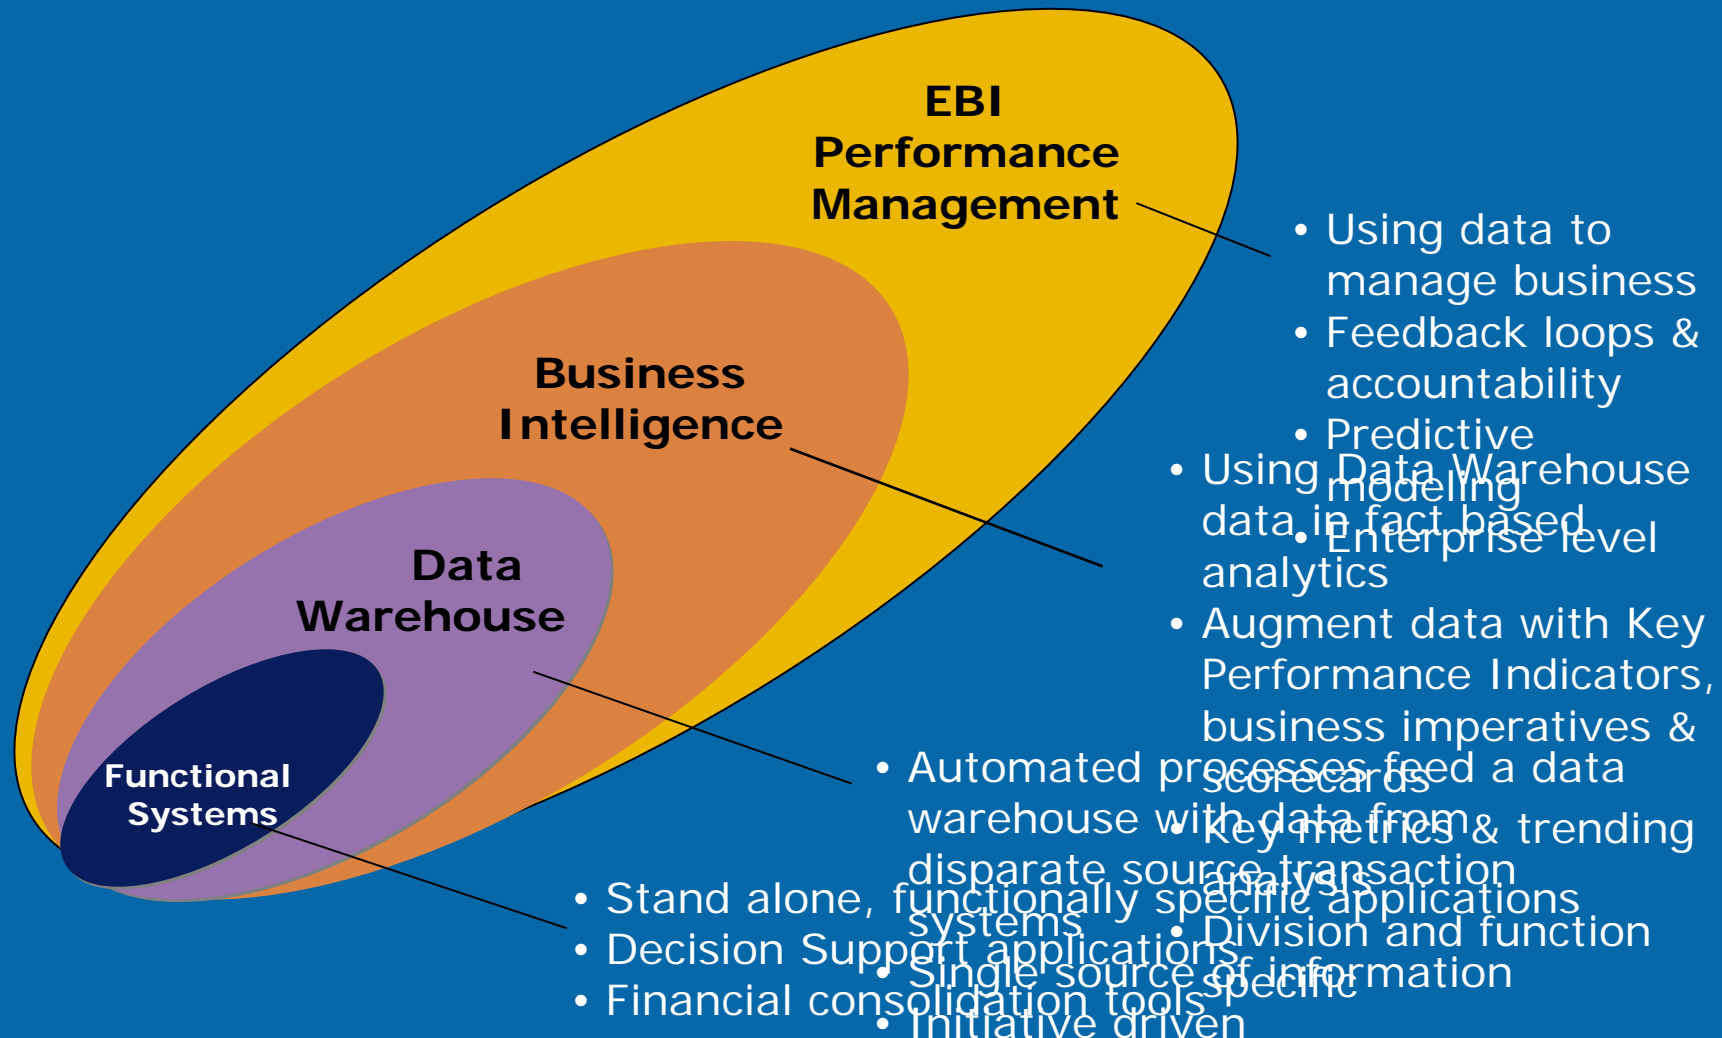 EBI
Performance
Management
• Using data to
manage business
• Feedback loops &
accountability
• Predictive
modeling
• Enterprise level
Business
Intelligence
• Using Data Warehouse
data in fact based
analytics
• Augment data with Key
Performance Indicators,
business imperatives &
scorecards
• Key metrics & trending
analysis
• Division and function
specific
Data
Warehouse
• Automated processes feed a data
warehouse with data from
disparate source transaction
systems
• Single source of information
• Initiative driven
Functional
Systems
• Stand alone, functionally specific applications
• Decision Support applications
• Financial consolidation tools